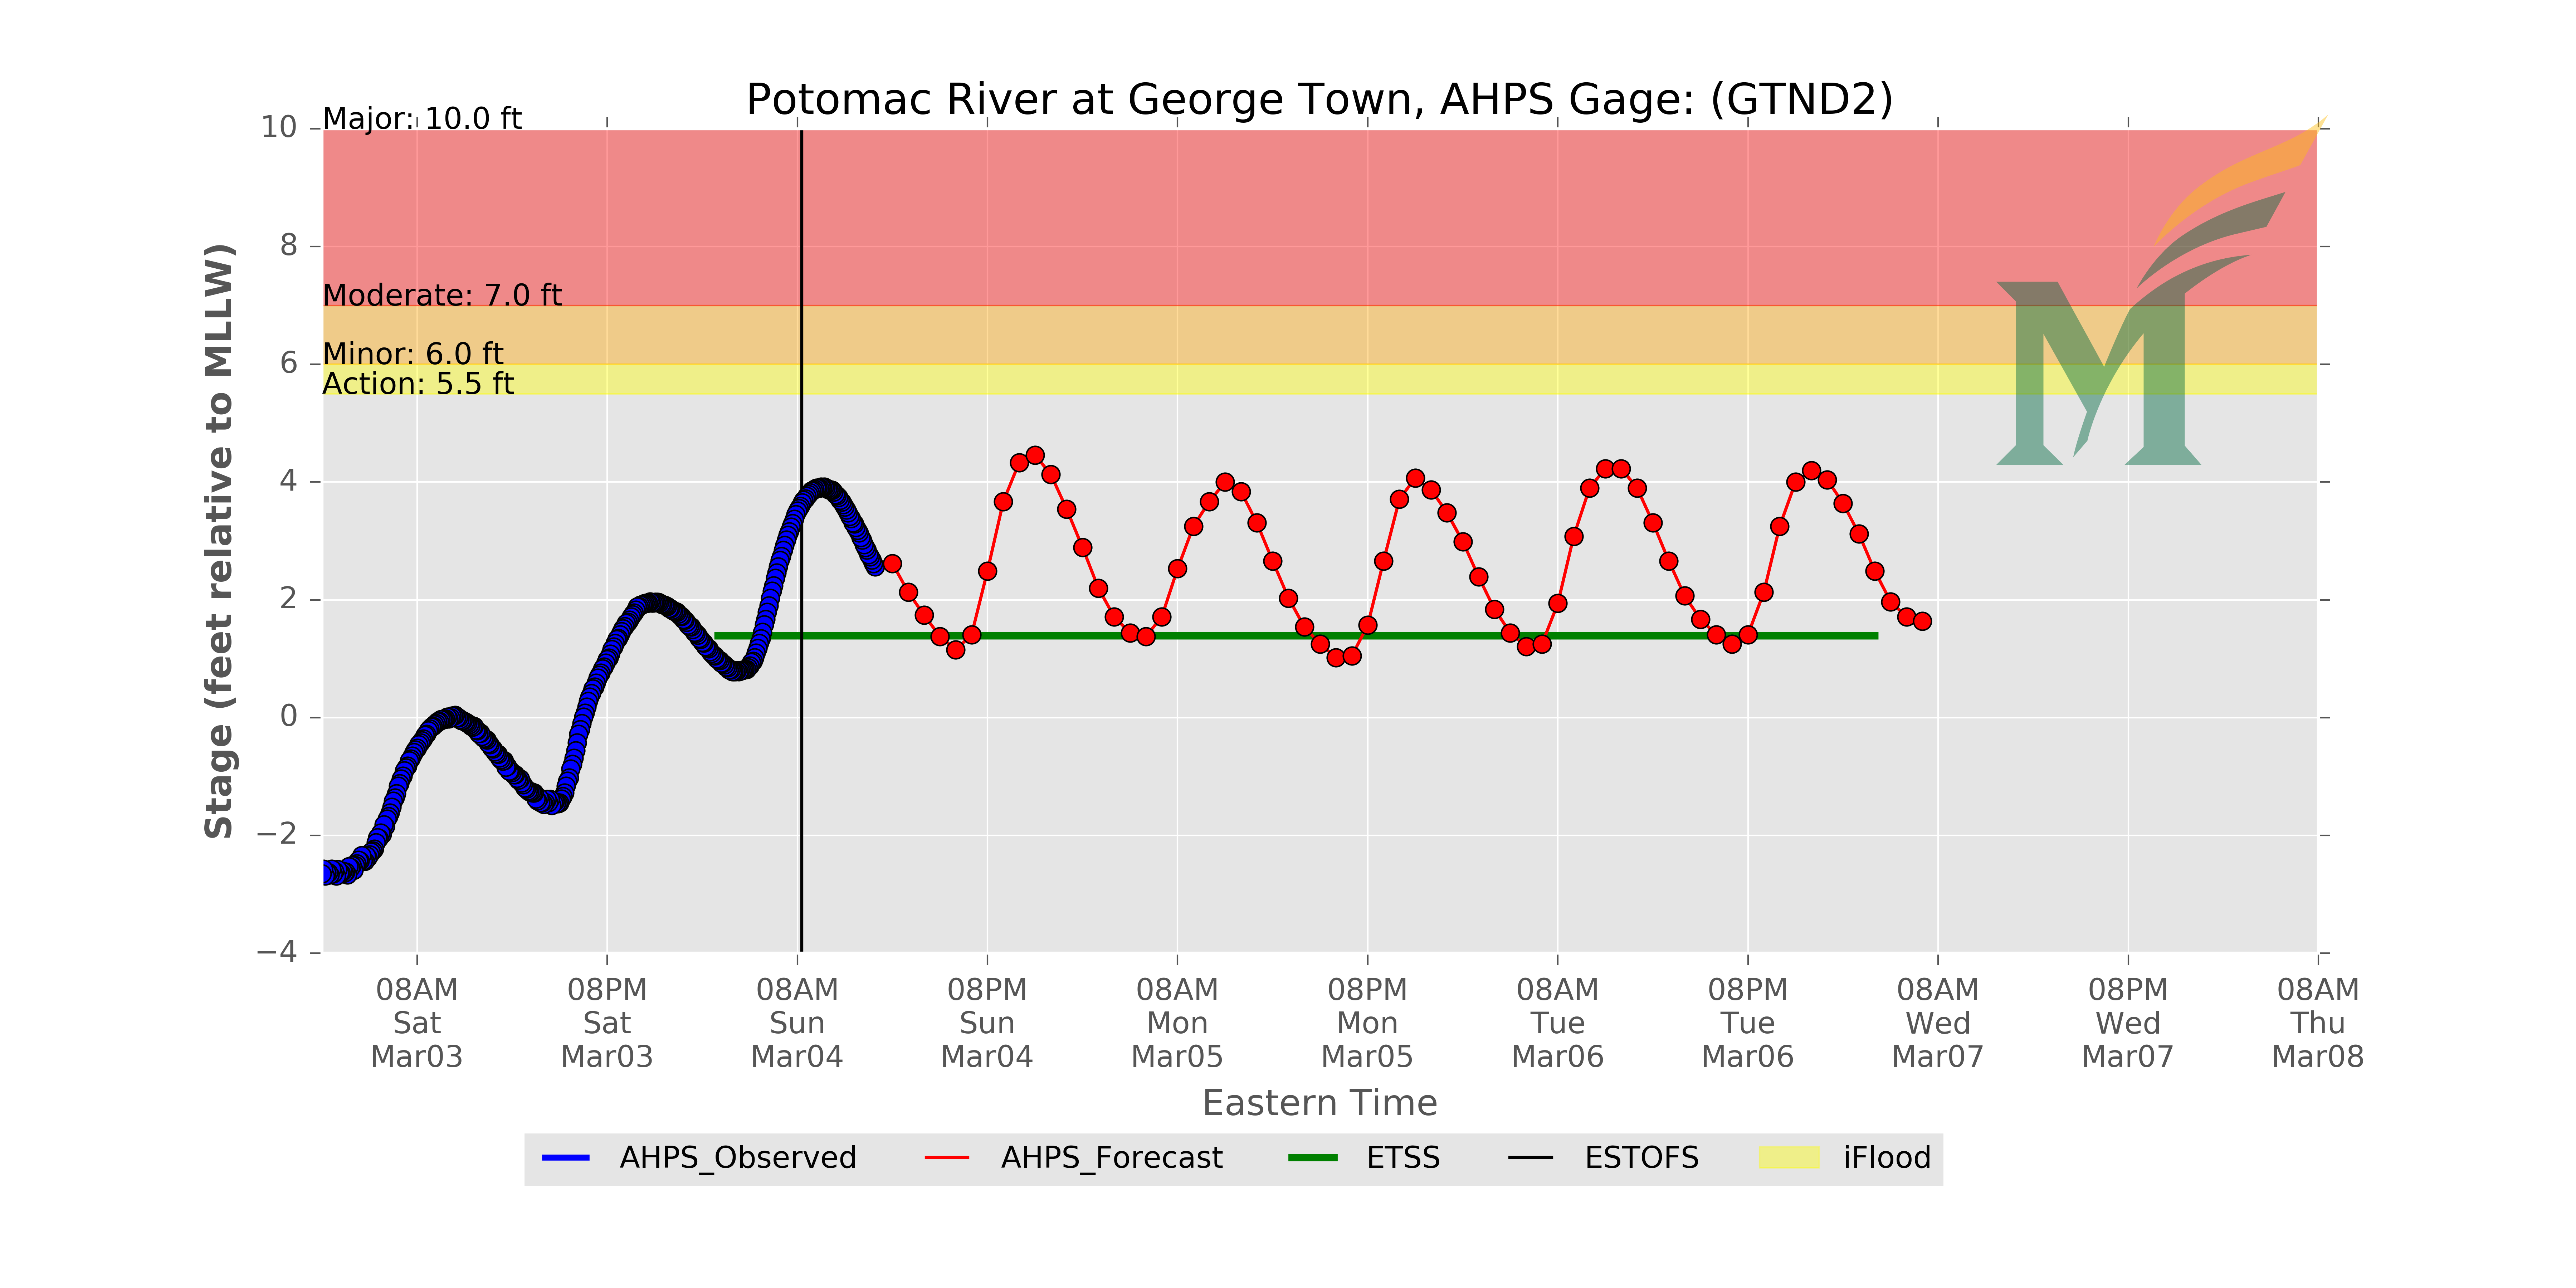 Potomac River at George Town, AHPS Gage: (GTND2)
Major: 10.0 ft
Moderate: 7.0 ft
Minor: 6.0 ft
Action: 5.5 ft
Stage (feet relative to MLLW)
10
8
6
4
2
0
−2
−4
08AM 08PM 08AM 08PM 08AM 08PM 08AM 08PM 08AM 08PM 08AM
Sat Sat Sun Sun Mon Mon Tue Tue Wed Wed Thu
Mar03 Mar03 Mar04 Mar04 Mar05 Mar05 Mar06 Mar06 Mar07 Mar07 Mar08
Eastern Time
AHPS_Observed AHPS_Forecast ETSS ESTOFS iFlood
M